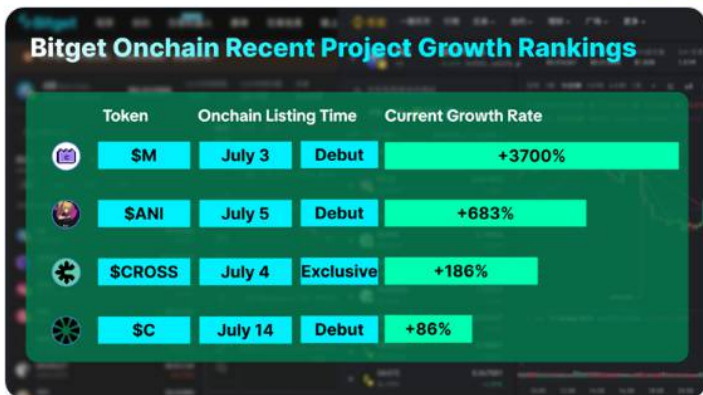 Bitget Onchain Recent Project Growth Rankings
Token Onchain Listing Time Current Growth Rate
$M July 3 Debut +3700%
$ANI July 5 Debut +683%
$CROSS July 4 Exclusive +186%
$C July 14 Debut +86%